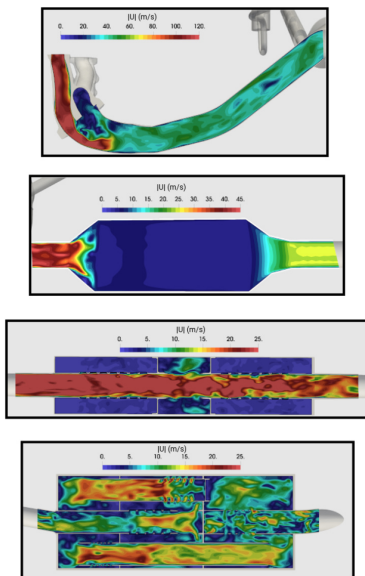 |U| (m/s)
0. 20. 40. 60. 80. 100. 120.
|U| (m/s)
0. 5. 10. 15. 20. 25. 30. 35. 40. 45.
|U| (m/s)
0. 5. 10. 15. 20. 25.
|U| (m/s)
0. 5. 10. 15. 20. 25.